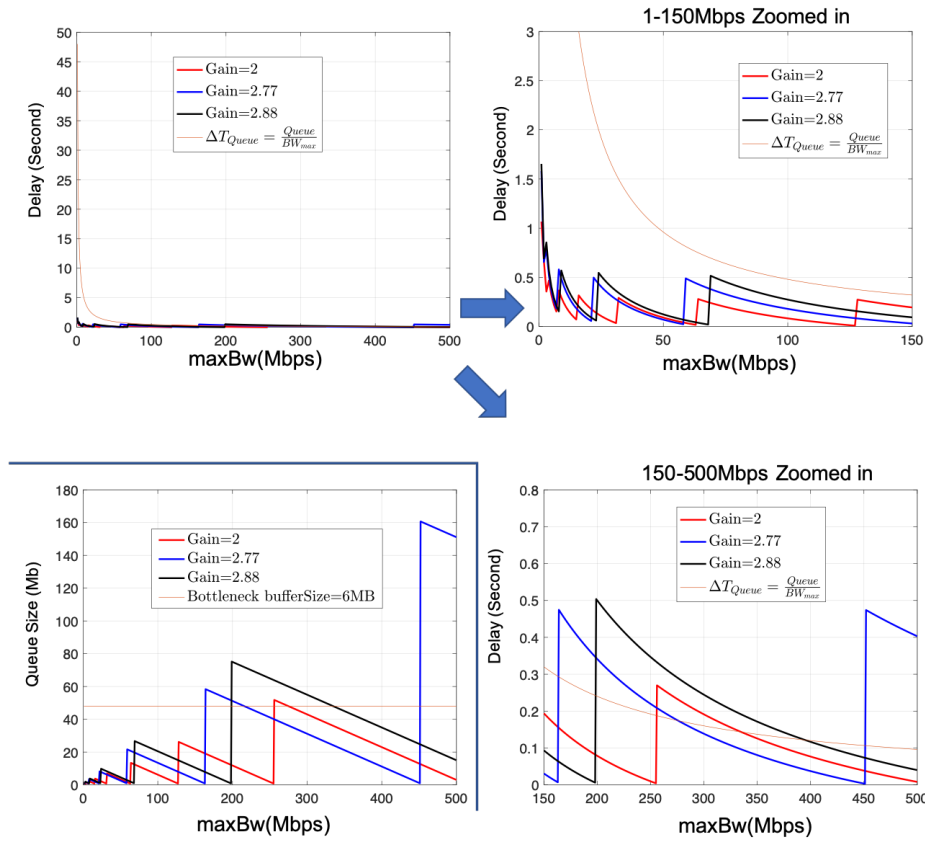 50
45
40
35
30
25
20
15
10
5
0
Delay (Second)
Gain=2
Gain=2.77
Gain=2.88
ΔT_Queue = Queue/BW_max
0 100 200 300 400 500
maxBw(Mbps)
1-150Mbps Zoomed in
3
2.5
2
1.5
1
0.5
0
Delay (Second)
Gain=2
Gain=2.77
Gain=2.88
ΔT_Queue = Queue/BW_max
0 50 100 150
maxBw(Mbps)
180
160
140
120
100
80
60
40
20
0
Queue Size (Mb)
Gain=2
Gain=2.77
Gain=2.88
Bottleneck bufferSize=6MB
0 100 200 300 400 500
maxBw(Mbps)
150-500Mbps Zoomed in
0.8
0.7
0.6
0.5
0.4
0.3
0.2
0.1
0
Delay (Second)
Gain=2
Gain=2.77
Gain=2.88
ΔT_Queue = Queue/BW_max
150 200 250 300 350 400 450 500
maxBw(Mbps)